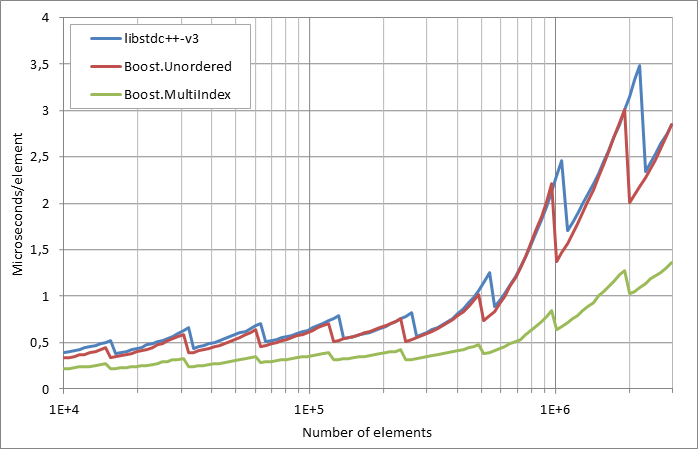 4
3,5
3
2,5
2
1,5
1
0,5
0
libstdc++-v3
Boost.Unordered
Boost.MultiIndex
Microseconds/element
1E+4 1E+5 1E+6
Number of elements